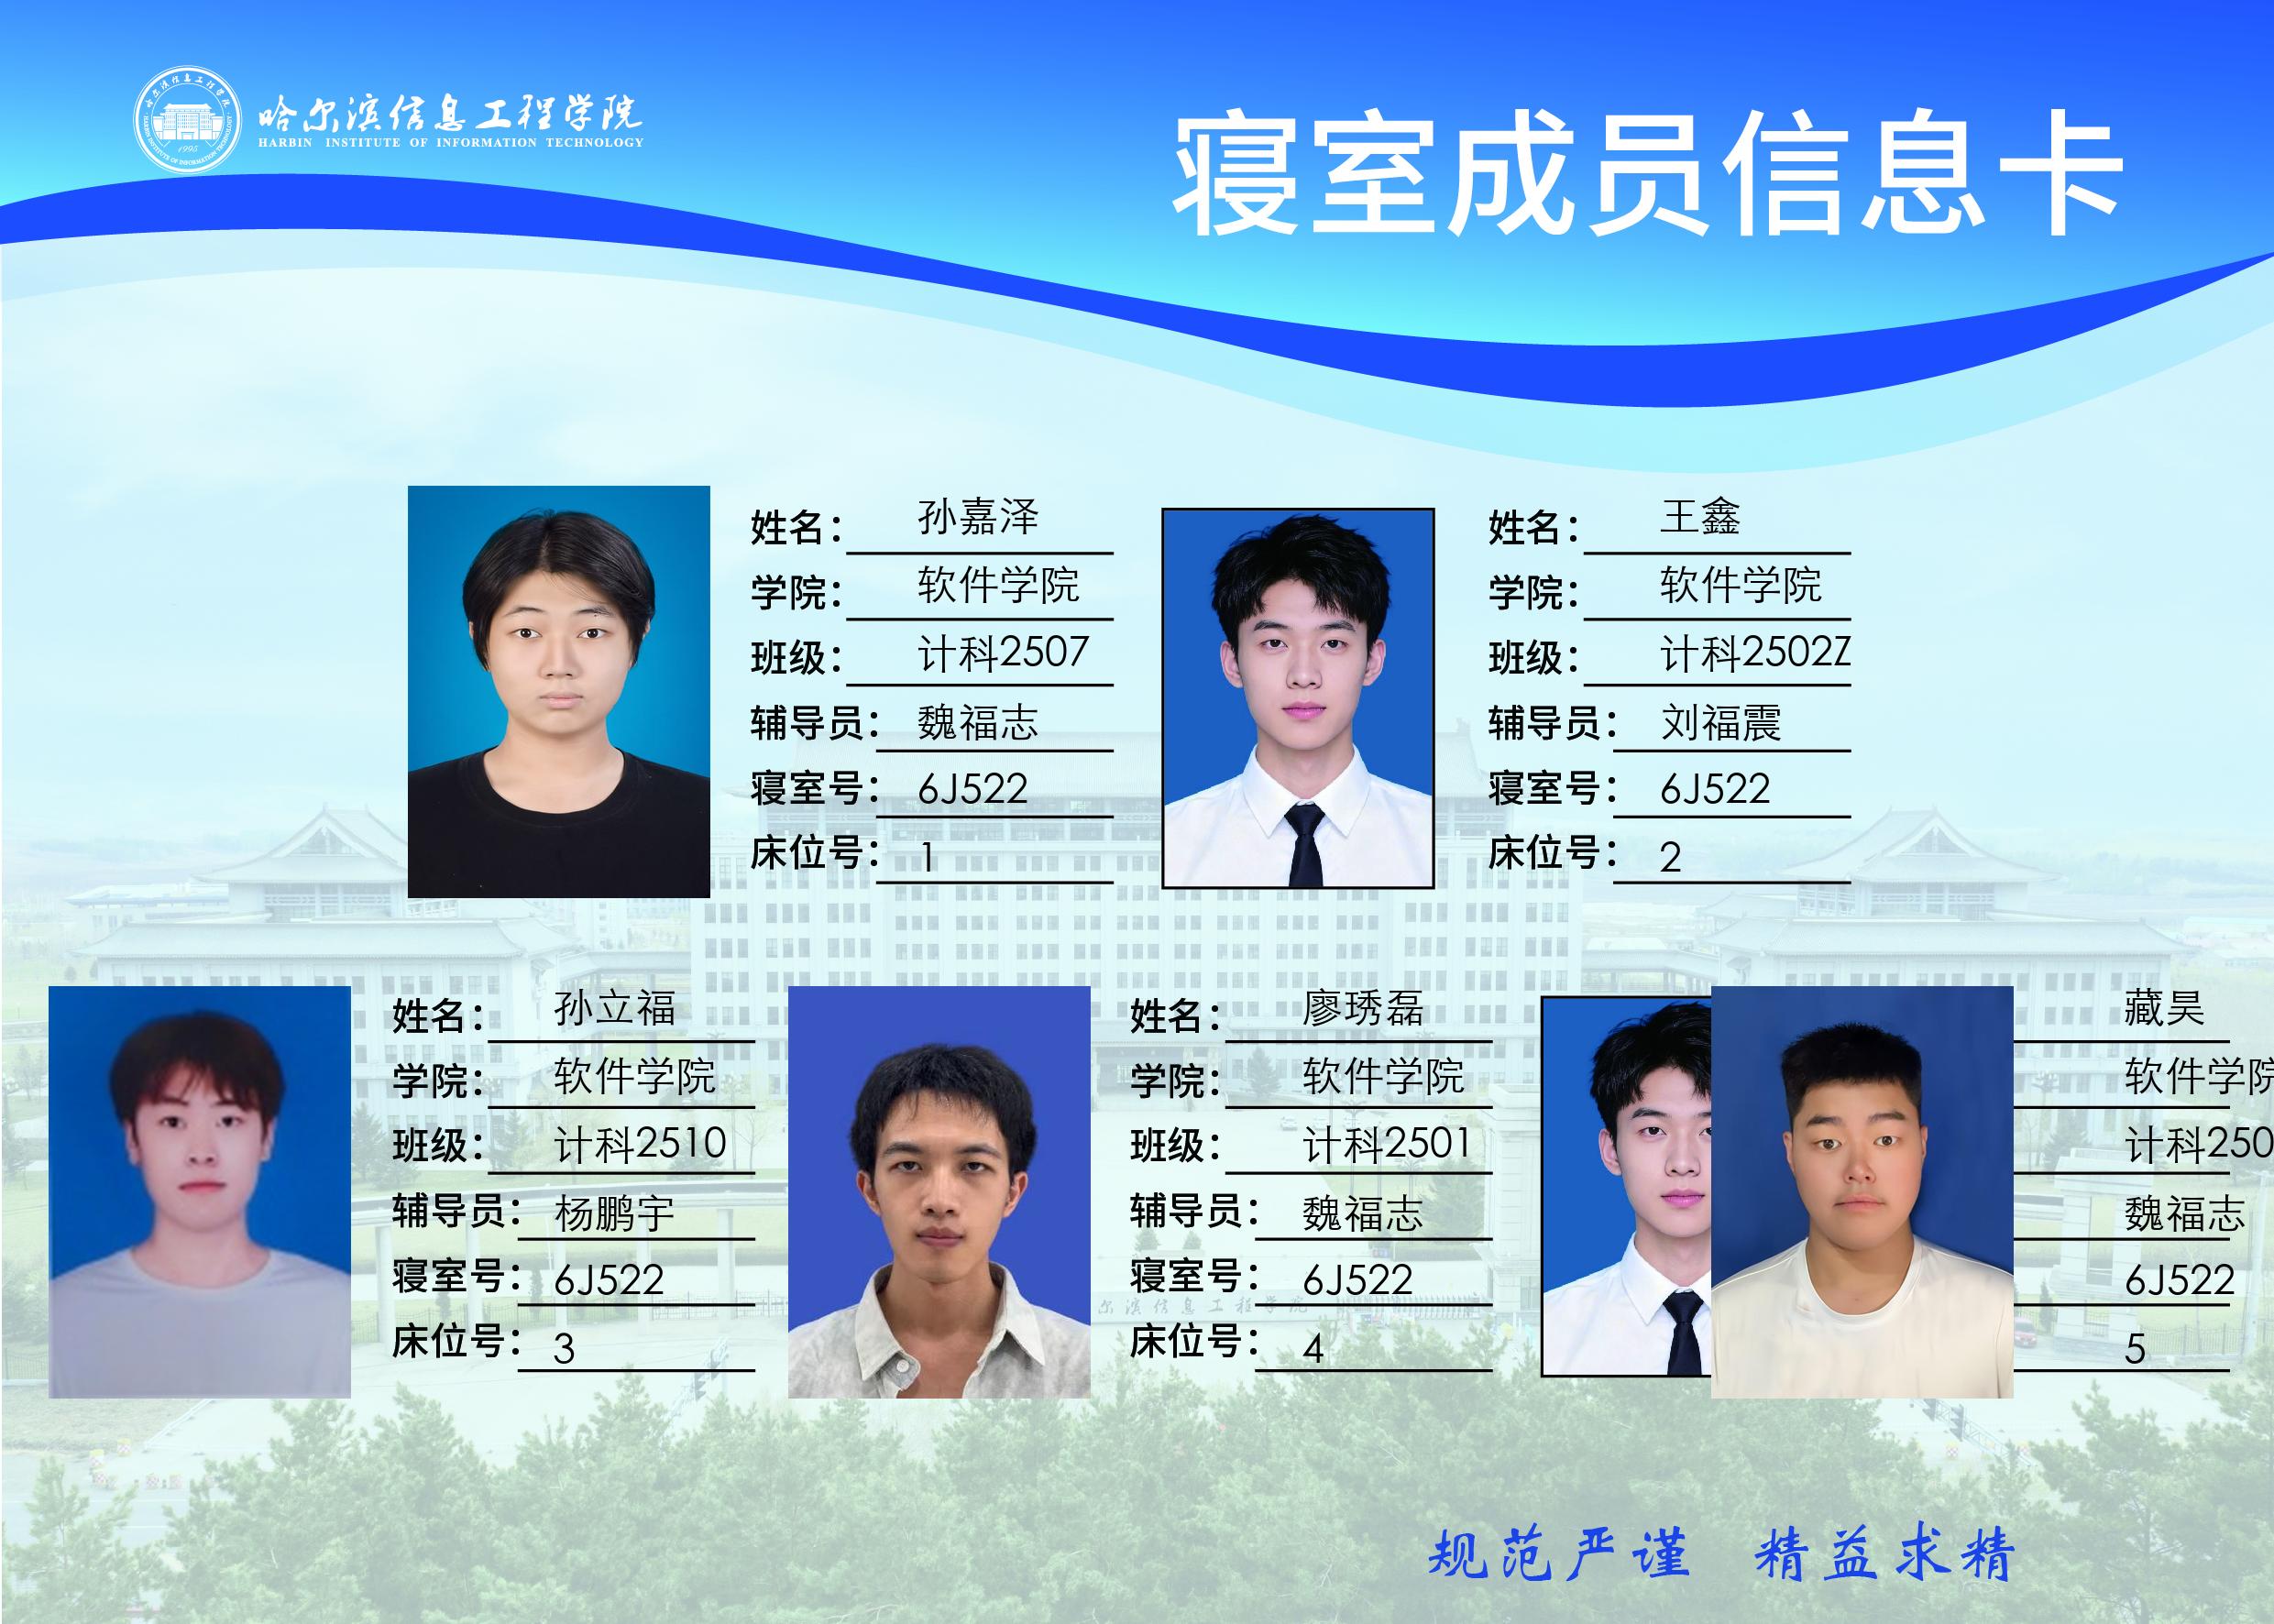 哈尔滨信息工程学院
HARBIN INSTITUTE OF INFORMATION TECHNOLOGY
1995
寝室成员信息卡
姓名： 孙嘉泽
学院： 软件学院
班级： 计科2507
辅导员： 魏福志
寝室号： 6J522
床位号： 1
姓名： 王鑫
学院： 软件学院
班级： 计科2502Z
辅导员： 刘福震
寝室号： 6J522
床位号： 2
姓名： 孙立福
学院： 软件学院
班级： 计科2510
辅导员： 杨鹏宇
寝室号： 6J522
床位号： 3
姓名： 廖琇磊
学院： 软件学院
班级： 计科2501
辅导员： 魏福志
寝室号： 6J522
床位号： 4
藏昊
软件学院
计科250
魏福志
6J522
5
规范严谨 精益求精